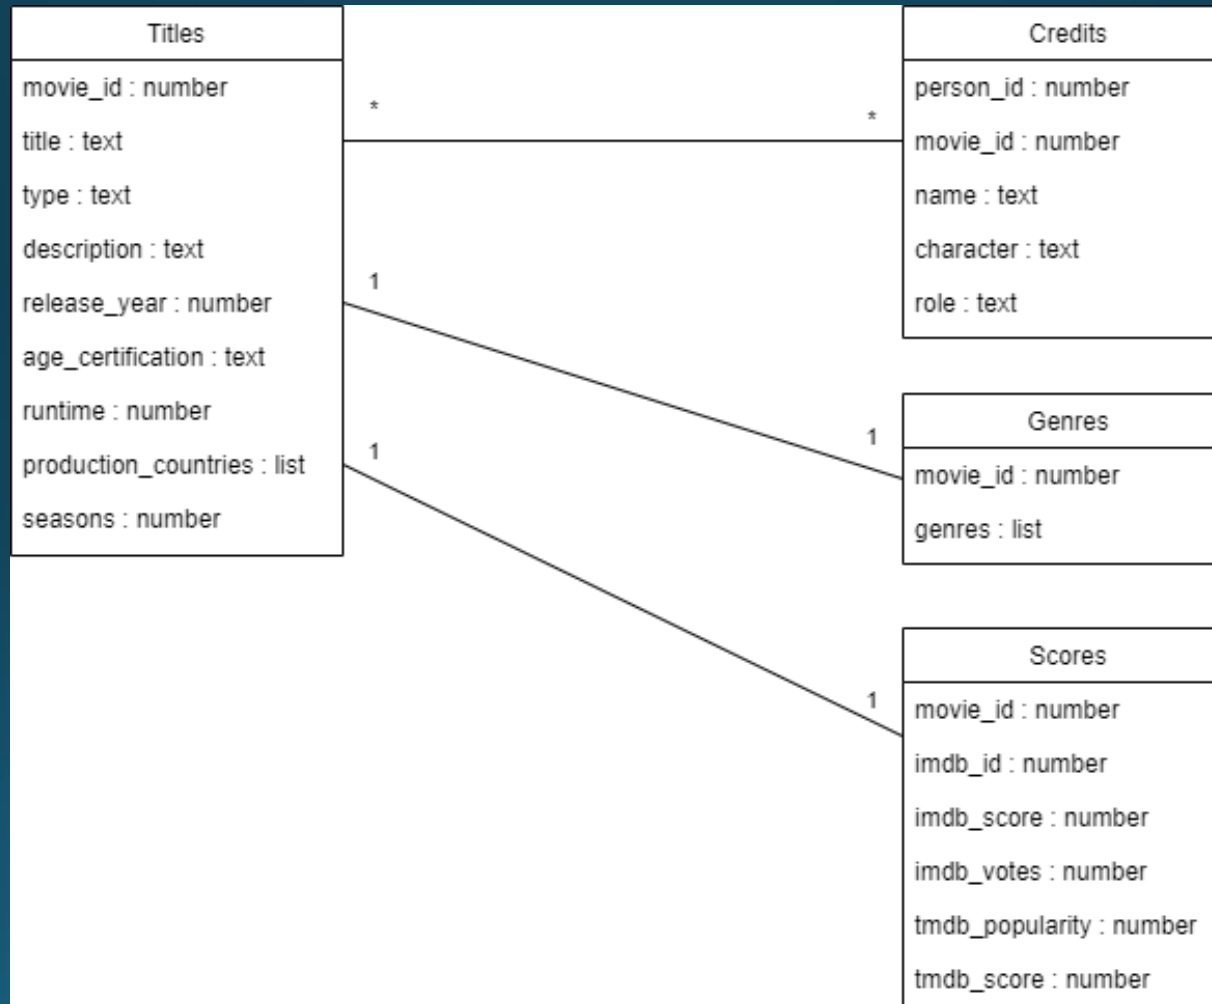 Titles
movie_id : number
title : text
type : text
description : text
release_year : number
age_certification : text
runtime : number
production_countries : list
seasons : number
*
*
1
1
1
1
Credits
person_id : number
movie_id : number
name : text
character : text
role : text
Genres
movie_id : number
genres : list
Scores
movie_id : number
imdb_id : number
imdb_score : number
imdb_votes : number
tmdb_popularity : number
tmdb_score : number